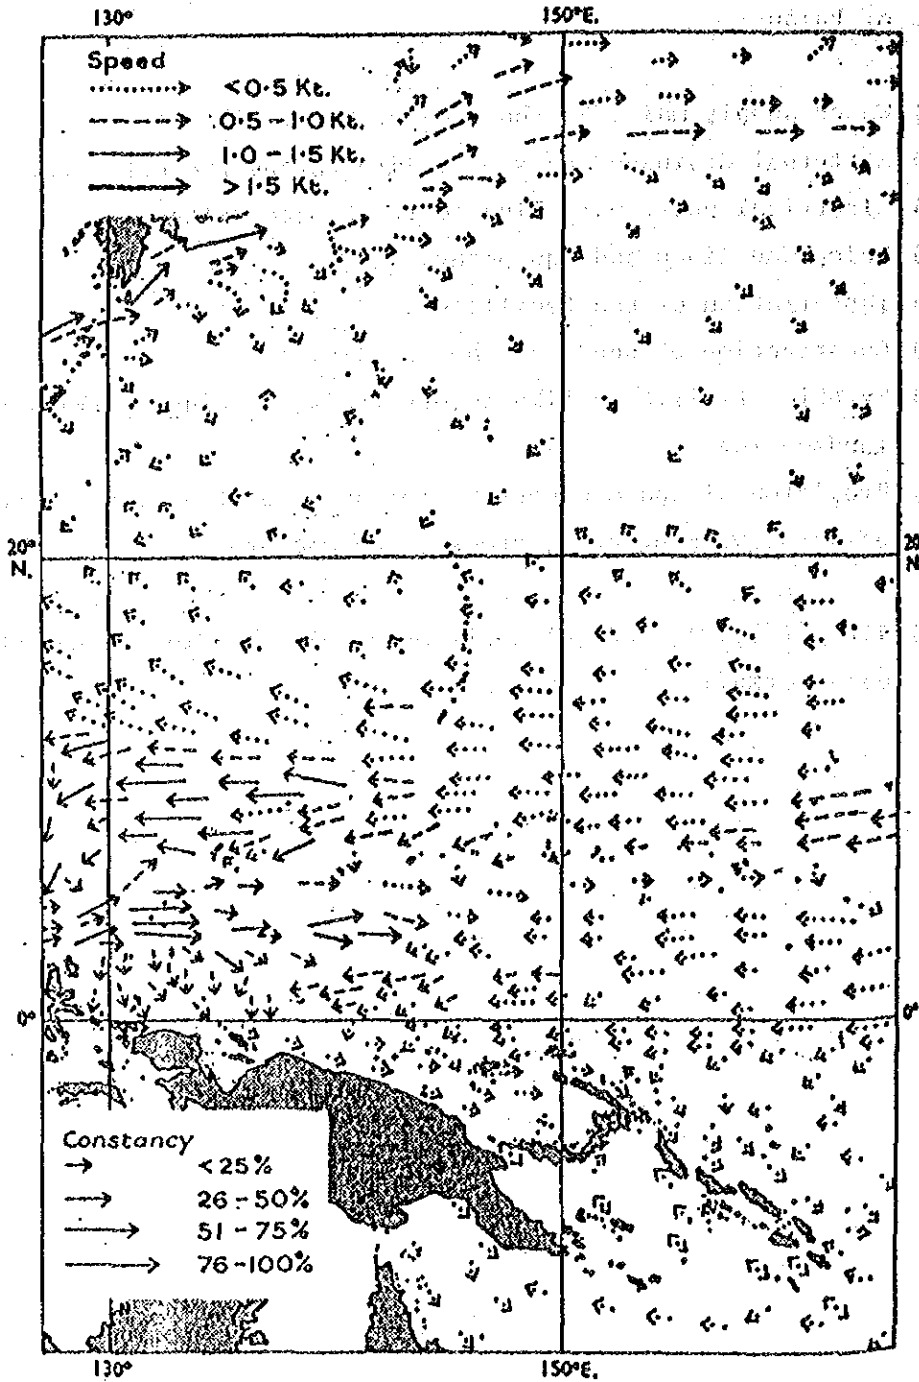 130°
150°E.
Speed
<0·5 Kt.
0·5 - 1·0 Kt.
1·0 - 1·5 Kt.
>1·5 Kt.
20°
N.
20
N
0°
0°
Constancy
<25%
26-50%
51-75%
76-100%
130°
150°E.